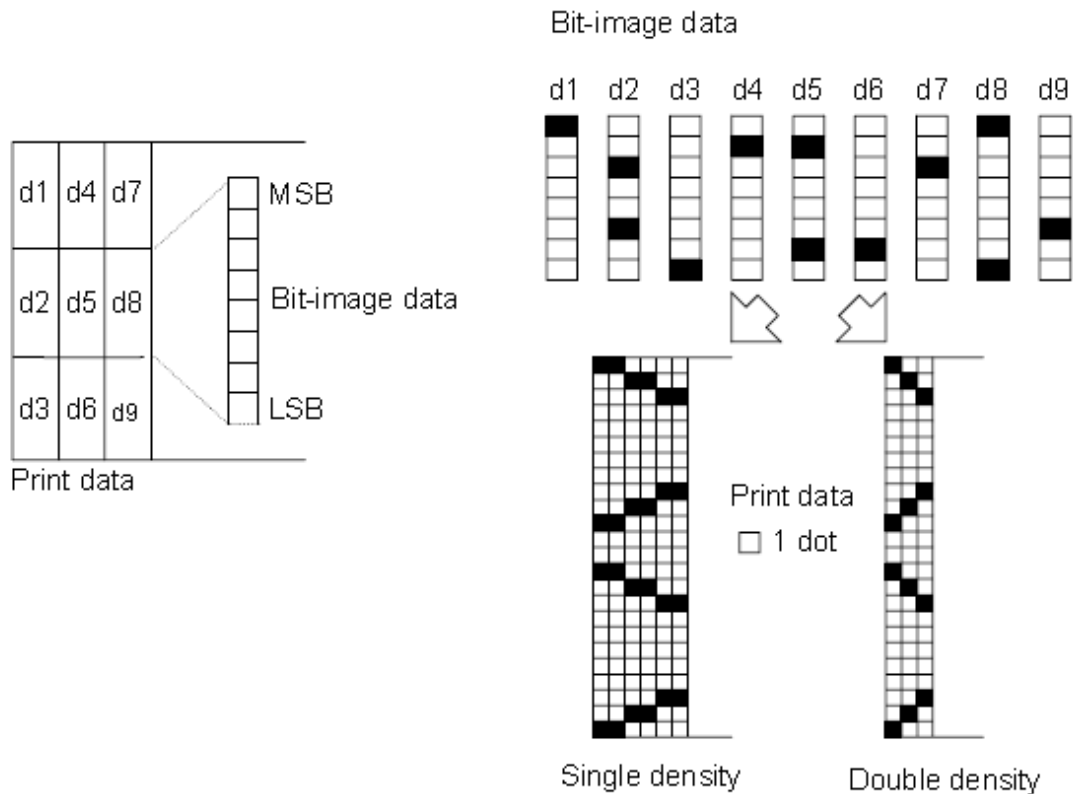 Bit-image data
d1 d2 d3 d4 d5 d6 d7 d8 d9
d1 d4 d7
MSB
d2 d5 d8
Bit-image data
d3 d6 d9
LSB
Print data
Print data
1 dot
Single density
Double density